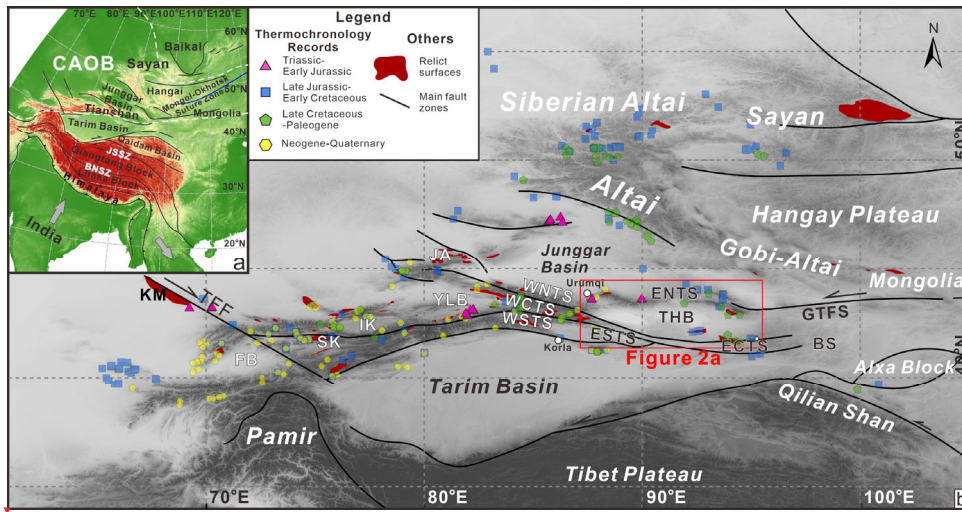 70°E 80°E 90°E 100°E 110°E 120°E
60°N
50°N
40°N
30°N
20°N
CAOB
Baikal
Sayan
Hangai
Mongol-Okhotsk
Suture Zone
Mongolia
Junggar
Basin
Tianshan
Tarim Basin
Qaidam Basin
JSSZ
Qiangtang Block
BNSZ
Lhasa Block
Himalaya
India
a
Legend
Thermochronology
Records
Others
Triassic-
Early Jurassic
Late Jurassic-
Early Cretaceous
Late Cretaceous
-Paleogene
Neogene-Quaternary
Relict
surfaces
Main fault
zones
N
Siberian Altai
Sayan
50°N
Altai
Hangay Plateau
Junggar
Basin
Gobi-Altai
Mongolia
JA
Urumqi
WNTS
ENTS
KM
TFF
YLB
WCTS
THB
GTFS
IK
WSTS
SK
ESTS
ECTS
BS
FB
Korla
Figure 2a
40°N
Alxa Block
Tarim Basin
Qilian Shan
Pamir
Tibet Plateau
70°E
80°E
90°E
100°E
b